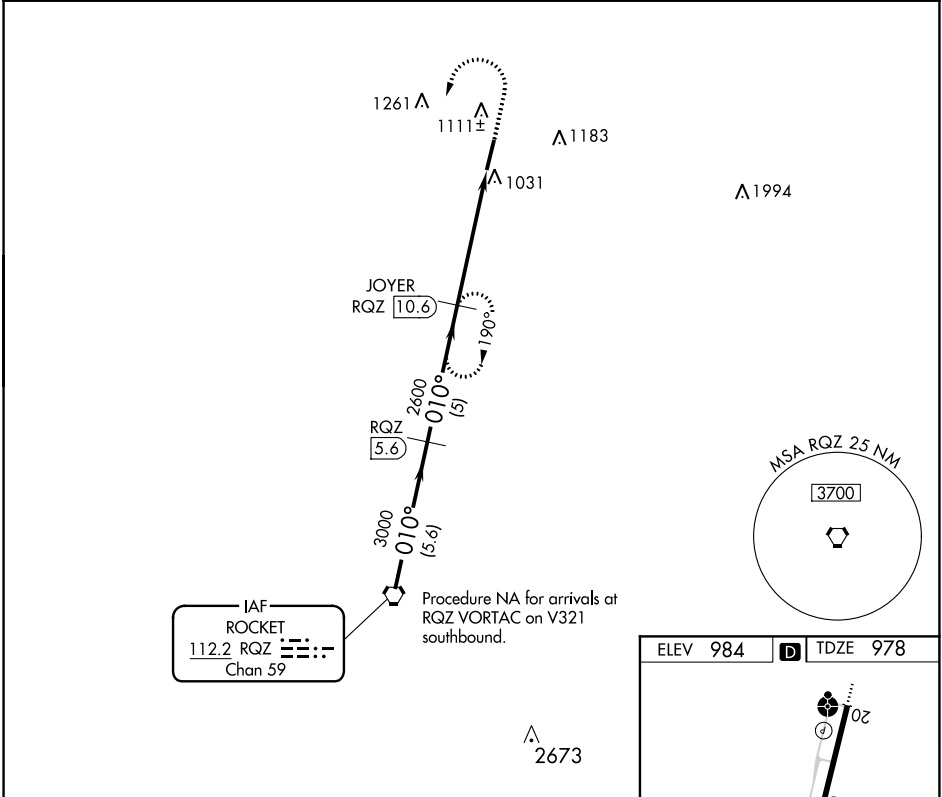 1261
1111±
1183
1031
1994
JOYER
RQZ 10.6
190°
2600
010°
(5)
RQZ
5.6
3000
010°
(5.6)
MSA RQZ 25 NM
3700
IAF
ROCKET
112.2 RQZ
Chan 59
Procedure NA for arrivals at
RQZ VORTAC on V321
southbound.
2673
ELEV 984 D TDZE 978
20
P